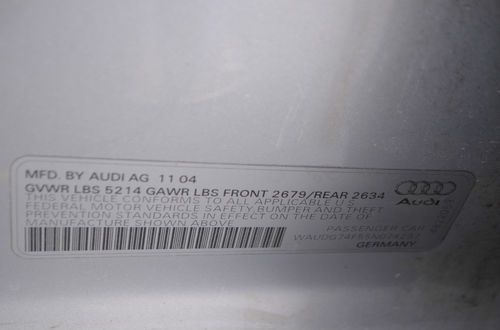 MFD. BY AUDI AG 11 04
GVWR LBS 5214 GAWR LBS FRONT 2679/REAR 2634
THIS VEHICLE CONFORMS TO ALL APPLICABLE U.S.
FEDERAL MOTOR VEHICLE SAFETY, BUMPER AND THEFT
PREVENTION STANDARDS IN EFFECT ON THE DATE OF
MANUFACTURE SHOWN ABOVE
Audi
PASSENGER CAR
GERMANY